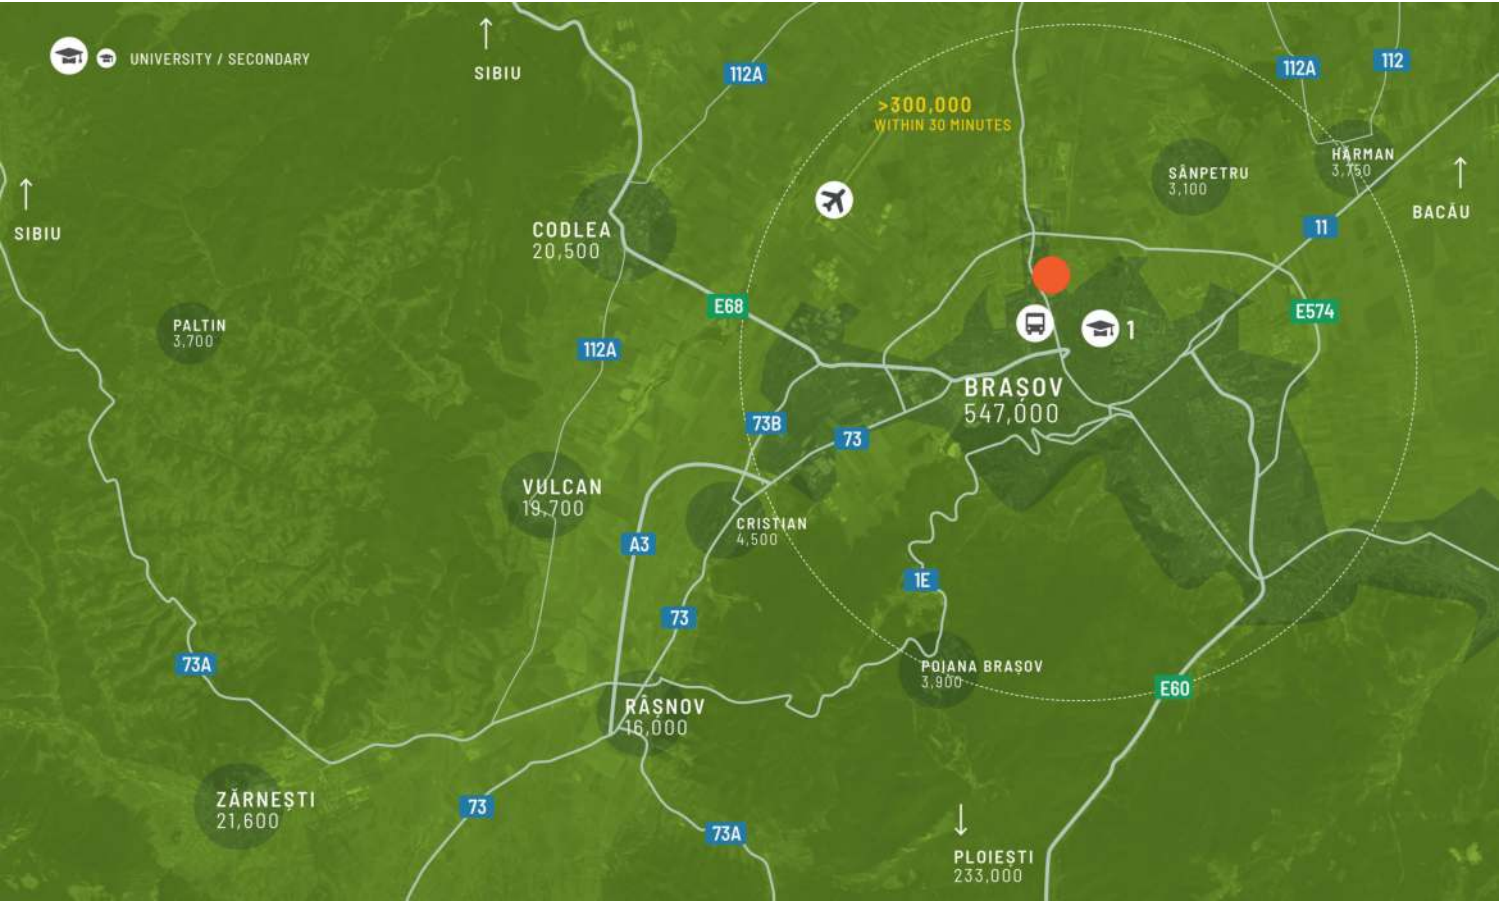 UNIVERSITY / SECONDARY
SIBIU
112A
112A
112
>300,000
WITHIN 30 MINUTES
HĂRMAN
3,750
SÂNPETRU
3,100
BACĂU
SIBIU
11
CODLEA
20,500
E68
E574
PALTIN
3,700
112A
1
BRAȘOV
547,000
73B
73
VULCAN
19,700
CRISTIAN
4,500
A3
1E
73
73A
POIANA BRAȘOV
3,900
E60
RÂȘNOV
16,000
ZĂRNEȘTI
21,600
73
73A
PLOIEȘTI
233,000